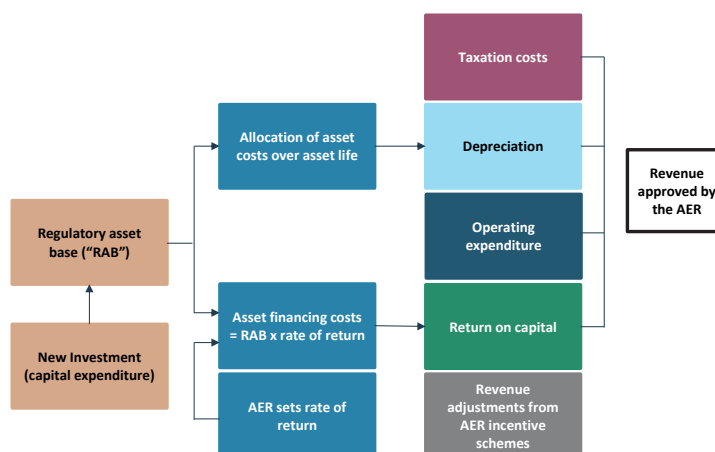 Taxation costs
Allocation of asset
costs over asset life
Depreciation
Revenue
approved by
the AER
Regulatory asset
base (“RAB”)
Operating
expenditure
Asset financing costs
= RAB x rate of return
Return on capital
New Investment
(capital expenditure)
AER sets rate of
return
Revenue
adjustments from
AER incentive
schemes